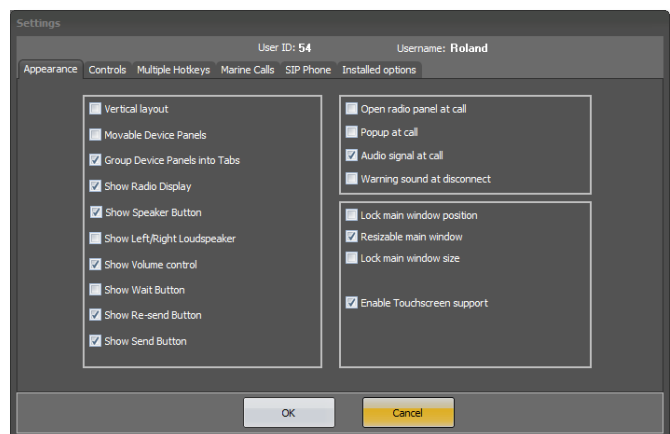 Settings
User ID: 54 Username: Roland
Appearance Controls Multiple Hotkeys Marine Calls SIP Phone Installed options
Vertical layout
Movable Device Panels
Group Device Panels into Tabs
Show Radio Display
Show Speaker Button
Show Left/Right Loudspeaker
Show Volume control
Show Wait Button
Show Re-send Button
Show Send Button
Open radio panel at call
Popup at call
Audio signal at call
Warning sound at disconnect
Lock main window position
Resizable main window
Lock main window size
Enable Touchscreen support
OK Cancel